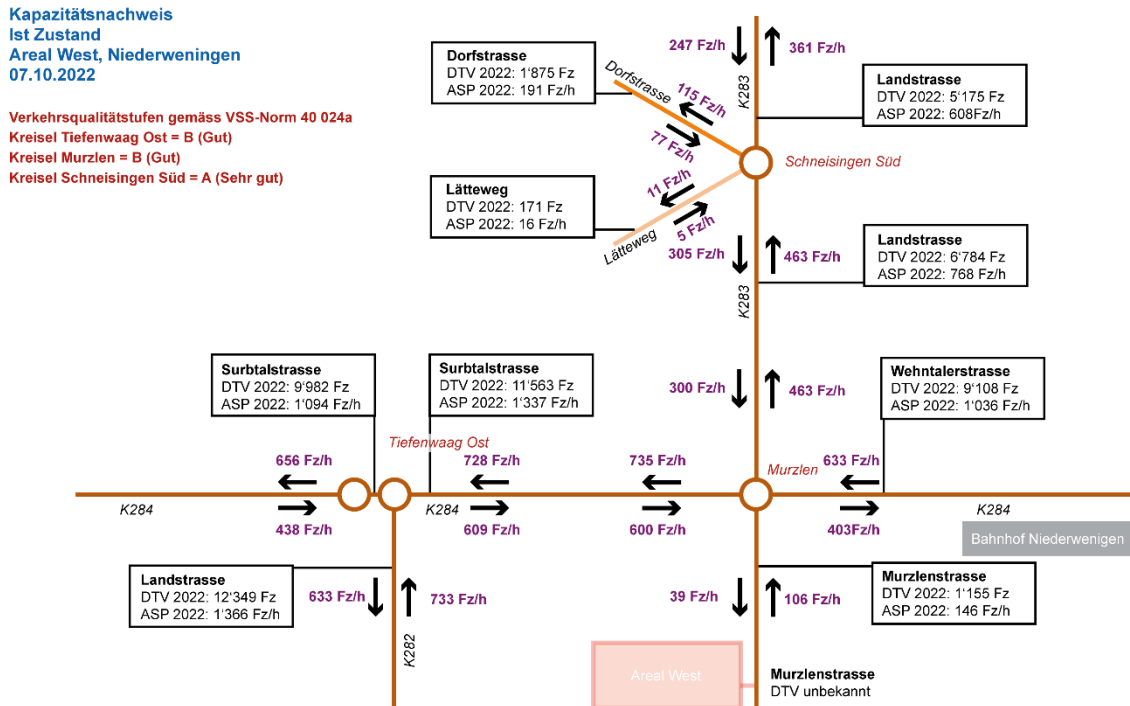 Kapazitätsnachweis
Ist Zustand
Areal West, Niederweningen
07.10.2022
Verkehrsqualitätstufen gemäss VSS-Norm 40 024a
Kreisel Tiefenwaag Ost = B (Gut)
Kreisel Murzlen = B (Gut)
Kreisel Schneisingen Süd = A (Sehr gut)
247 Fz/h
361 Fz/h
K283
Dorfstrasse
DTV 2022: 1'875 Fz
ASP 2022: 191 Fz/h
Dorfstrasse
115 Fz/h
77 Fz/h
Landstrasse
DTV 2022: 5'175 Fz
ASP 2022: 608Fz/h
Schneisingen Süd
Lätteweg
DTV 2022: 171 Fz
ASP 2022: 16 Fz/h
11 Fz/h
5 Fz/h
Lätteweg
305 Fz/h
463 Fz/h
K283
Landstrasse
DTV 2022: 6'784 Fz
ASP 2022: 768 Fz/h
Surbtalstrasse
DTV 2022: 9'982 Fz
ASP 2022: 1'094 Fz/h
Surbtalstrasse
DTV 2022: 11'563 Fz
ASP 2022: 1'337 Fz/h
300 Fz/h
463 Fz/h
Wehntalerstrasse
DTV 2022: 9'108 Fz
ASP 2022: 1'036 Fz/h
Tiefenwaag Ost
Murzlen
656 Fz/h
728 Fz/h
735 Fz/h
633 Fz/h
K284
438 Fz/h
K284
609 Fz/h
600 Fz/h
403Fz/h
K284
Bahnhof Niederwenigen
Landstrasse
DTV 2022: 12'349 Fz
ASP 2022: 1'366 Fz/h
633 Fz/h
733 Fz/h
K282
39 Fz/h
106 Fz/h
Murzlenstrasse
DTV 2022: 1'155 Fz
ASP 2022: 146 Fz/h
Areal West
Murzlenstrasse
DTV unbekannt